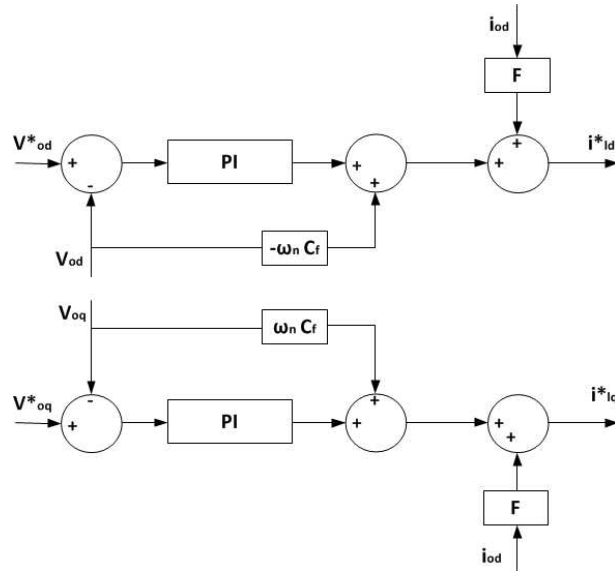 iod
F
V*od
+
-
PI
+
+
+
+
i*ld
Vod
-ωn Cf
Voq
ωn Cf
V*oq
-
+
PI
+
+
+
+
i*lq
F
iod